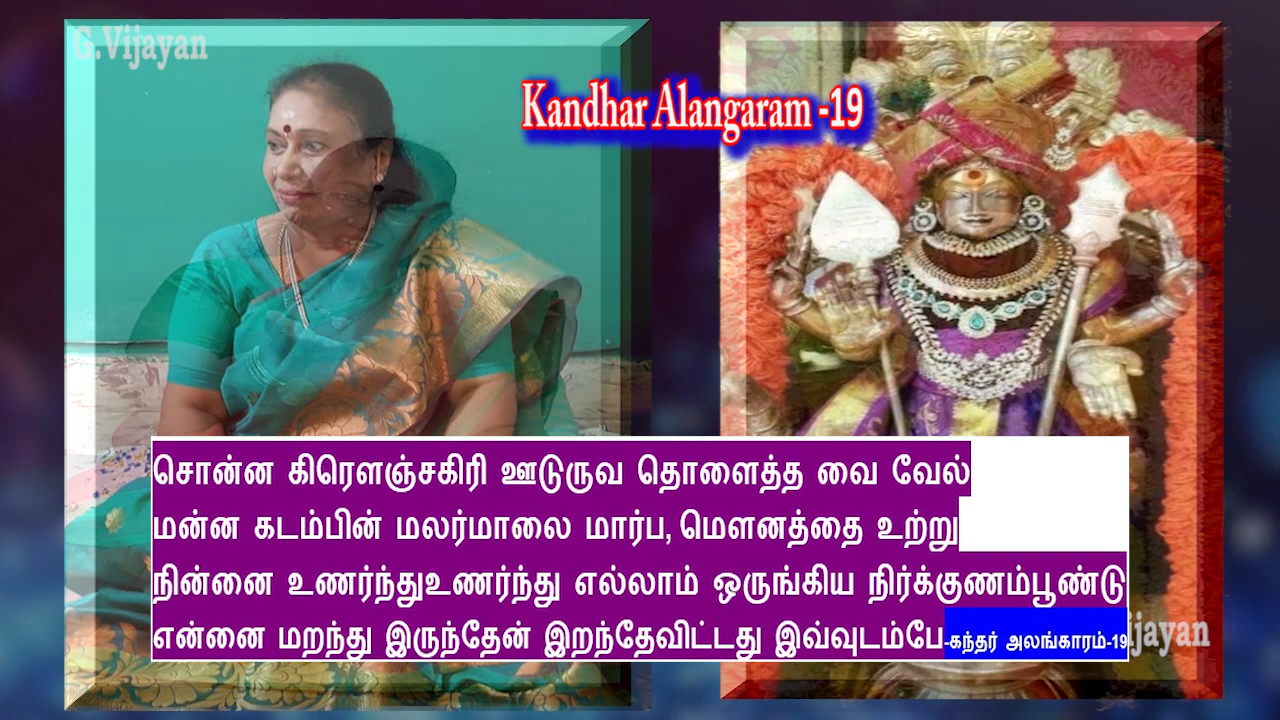 G.Vijayan
Kandhar Alangaram -19
சொன்ன கிரௌஞ்சகிரி ஊடுருவ தொளைத்த வை வேல்
மன்ன கடம்பின் மலர்மாலை மார்ப, மௌனத்தை உற்று
நின்னை உணர்ந்துஉணர்ந்து எல்லாம் ஒருங்கிய நிர்க்குணம்பூண்டு
என்னை மறந்து இருந்தேன் இறந்தேவிட்டது இவ்வுடம்பே-கந்தர் அலங்காரம்-19
ijayan